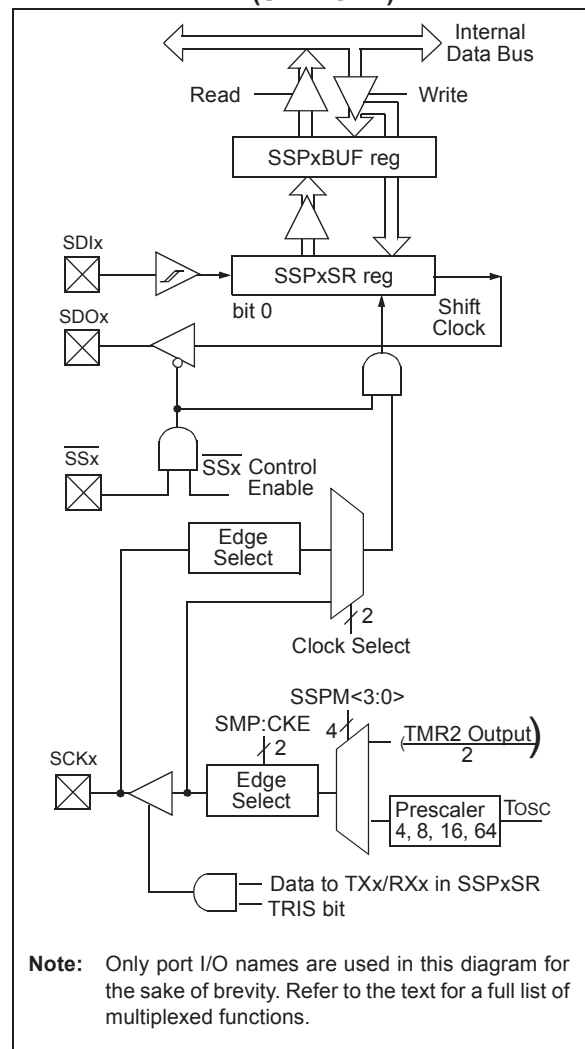 Internal
Data Bus
Read
Write
SSPxBUF reg
SDIx
SSPxSR reg
bit 0
Shift
Clock
SDOx
SSx
SSx Control
Enable
Edge
Select
2
Clock Select
SSPM<3:0>
SMP:CKE
4
(TMR2 Output)
2
2
SCKx
Edge
Select
Prescaler
4, 8, 16, 64
TOSC
Data to TXx/RXx in SSPxSR
TRIS bit
Note: Only port I/O names are used in this diagram for
the sake of brevity. Refer to the text for a full list of
multiplexed functions.